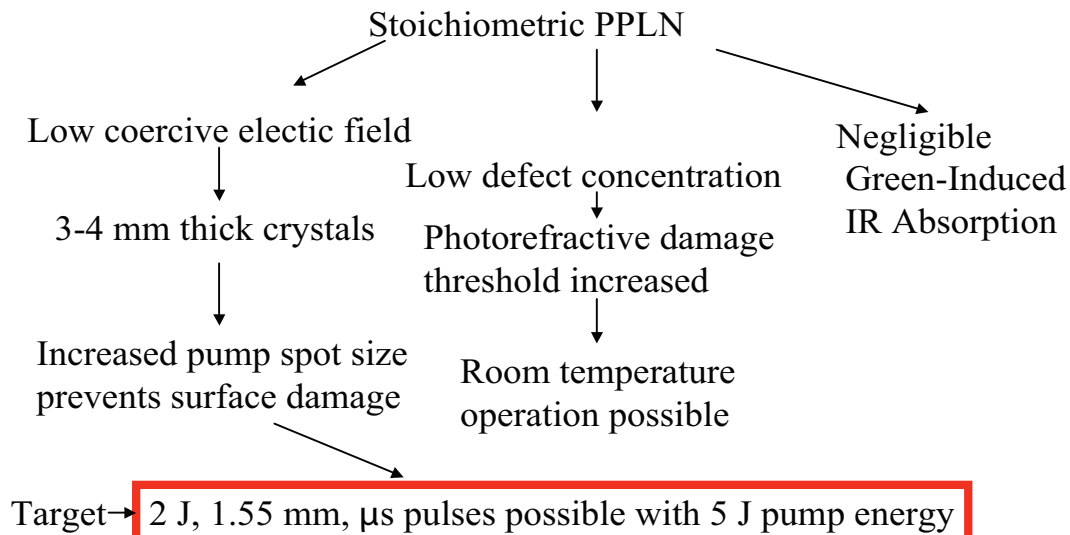 Stoichiometric PPLN
Low coercive electic field
3-4 mm thick crystals
Increased pump spot size
prevents surface damage
Low defect concentration
Photorefractive damage
threshold increased
Room temperature
operation possible
Negligible
Green-Induced
IR Absorption
Target 2 J, 1.55 mm, μs pulses possible with 5 J pump energy